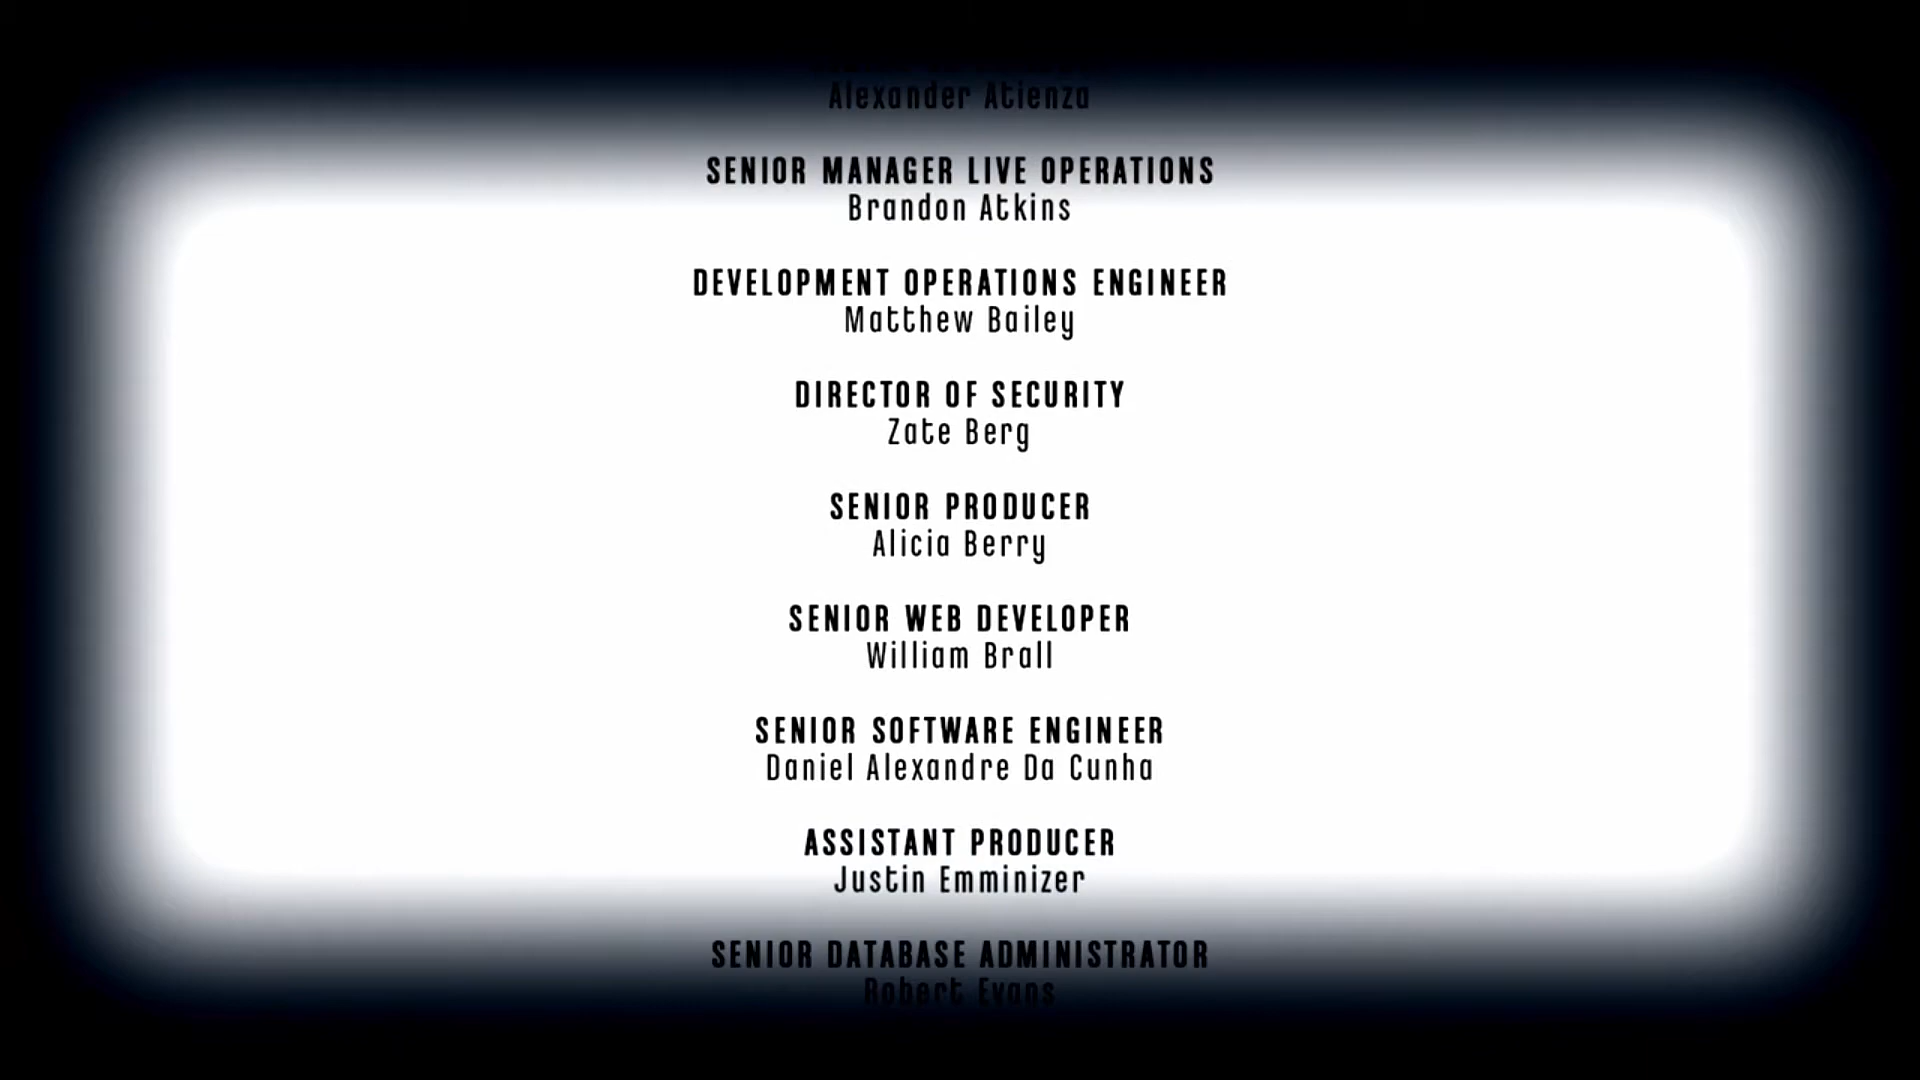 Alexander Atienza
SENIOR MANAGER LIVE OPERATIONS
Brandon Atkins
DEVELOPMENT OPERATIONS ENGINEER
Matthew Bailey
DIRECTOR OF SECURITY
Zate Berg
SENIOR PRODUCER
Alicia Berry
SENIOR WEB DEVELOPER
William Brall
SENIOR SOFTWARE ENGINEER
Daniel Alexandre Da Cunha
ASSISTANT PRODUCER
Justin Emminizer
SENIOR DATABASE ADMINISTRATOR
Robert Evans